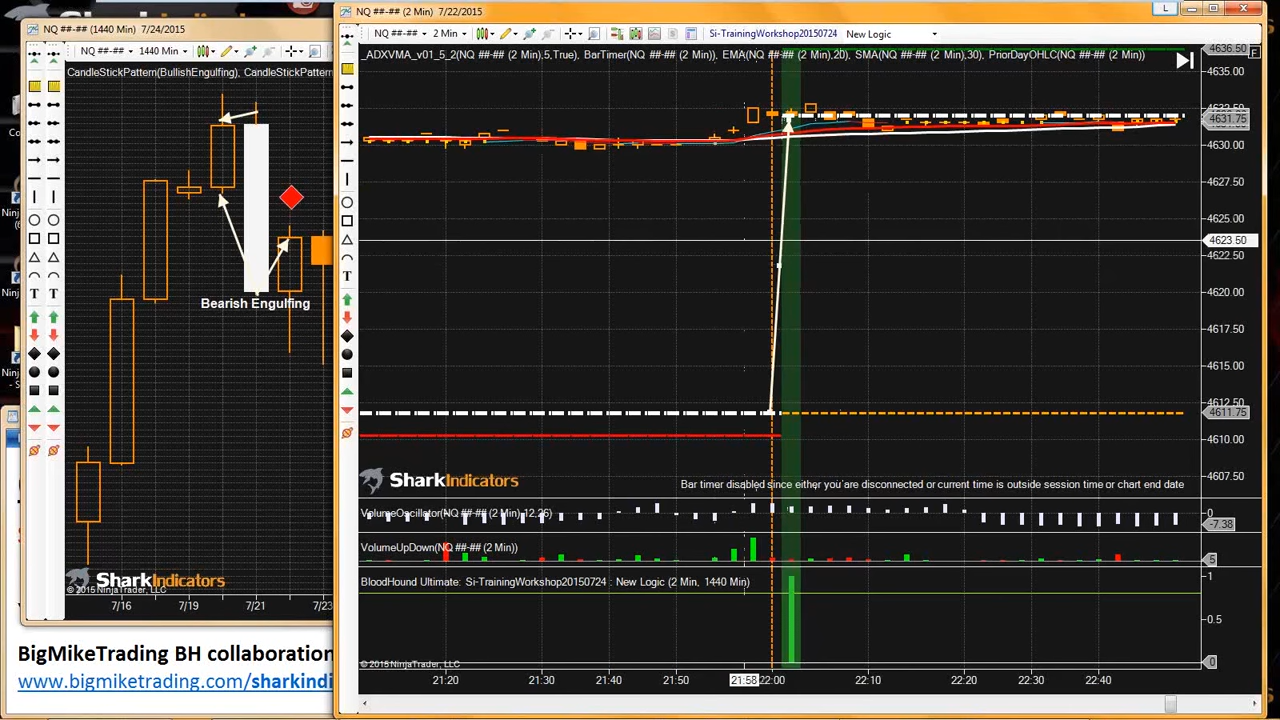 NQ ##-## (1440 Min) 7/24/2015
NQ ##-##
1440 Min
CandleStickPattern(BullishEngulfing), CandleStickPattern
Bearish Engulfing
SharkIndicators
© 2015 NinjaTrader, LLC
7/16
7/19
7/21
7/23
T
T
BigMikeTrading BH collaboration
www.bigmiketrading.com/sharkindi
NQ ##-## (2 Min) 7/22/2015
L
NQ ##-##
2 Min
Si-TrainingWorkshop20150724
New Logic
_ADXVMA_v01_5_2(NQ ##-## (2 Min),5,True), BarTimer(NQ ##-## (2 Min)), EMA(NQ ##-## (2 Min),20), SMA(NQ ##-## (2 Min),30), PriorDayOHLC(NQ ##-## (2 Min))
F
T
4636.50
4635.00
4631.75
4630.00
4627.50
4625.00
4623.50
4622.50
4620.00
4617.50
4615.00
4612.50
4611.75
4610.00
4607.50
SharkIndicators
Bar timer disabled since either you're disconnected or current time is outside session time or chart end date
VolumeOscillator(NQ ##-## (2 Min),12,26)
0
-7.38
VolumeUpDown(NQ ##-## (2 Min))
5
BloodHound Ultimate: Si-TrainingWorkshop20150724 : New Logic (2 Min, 1440 Min)
1
0.5
0
© 2015 NinjaTrader, LLC
21:20
21:30
21:40
21:50
21:58
22:00
22:10
22:20
22:30
22:40